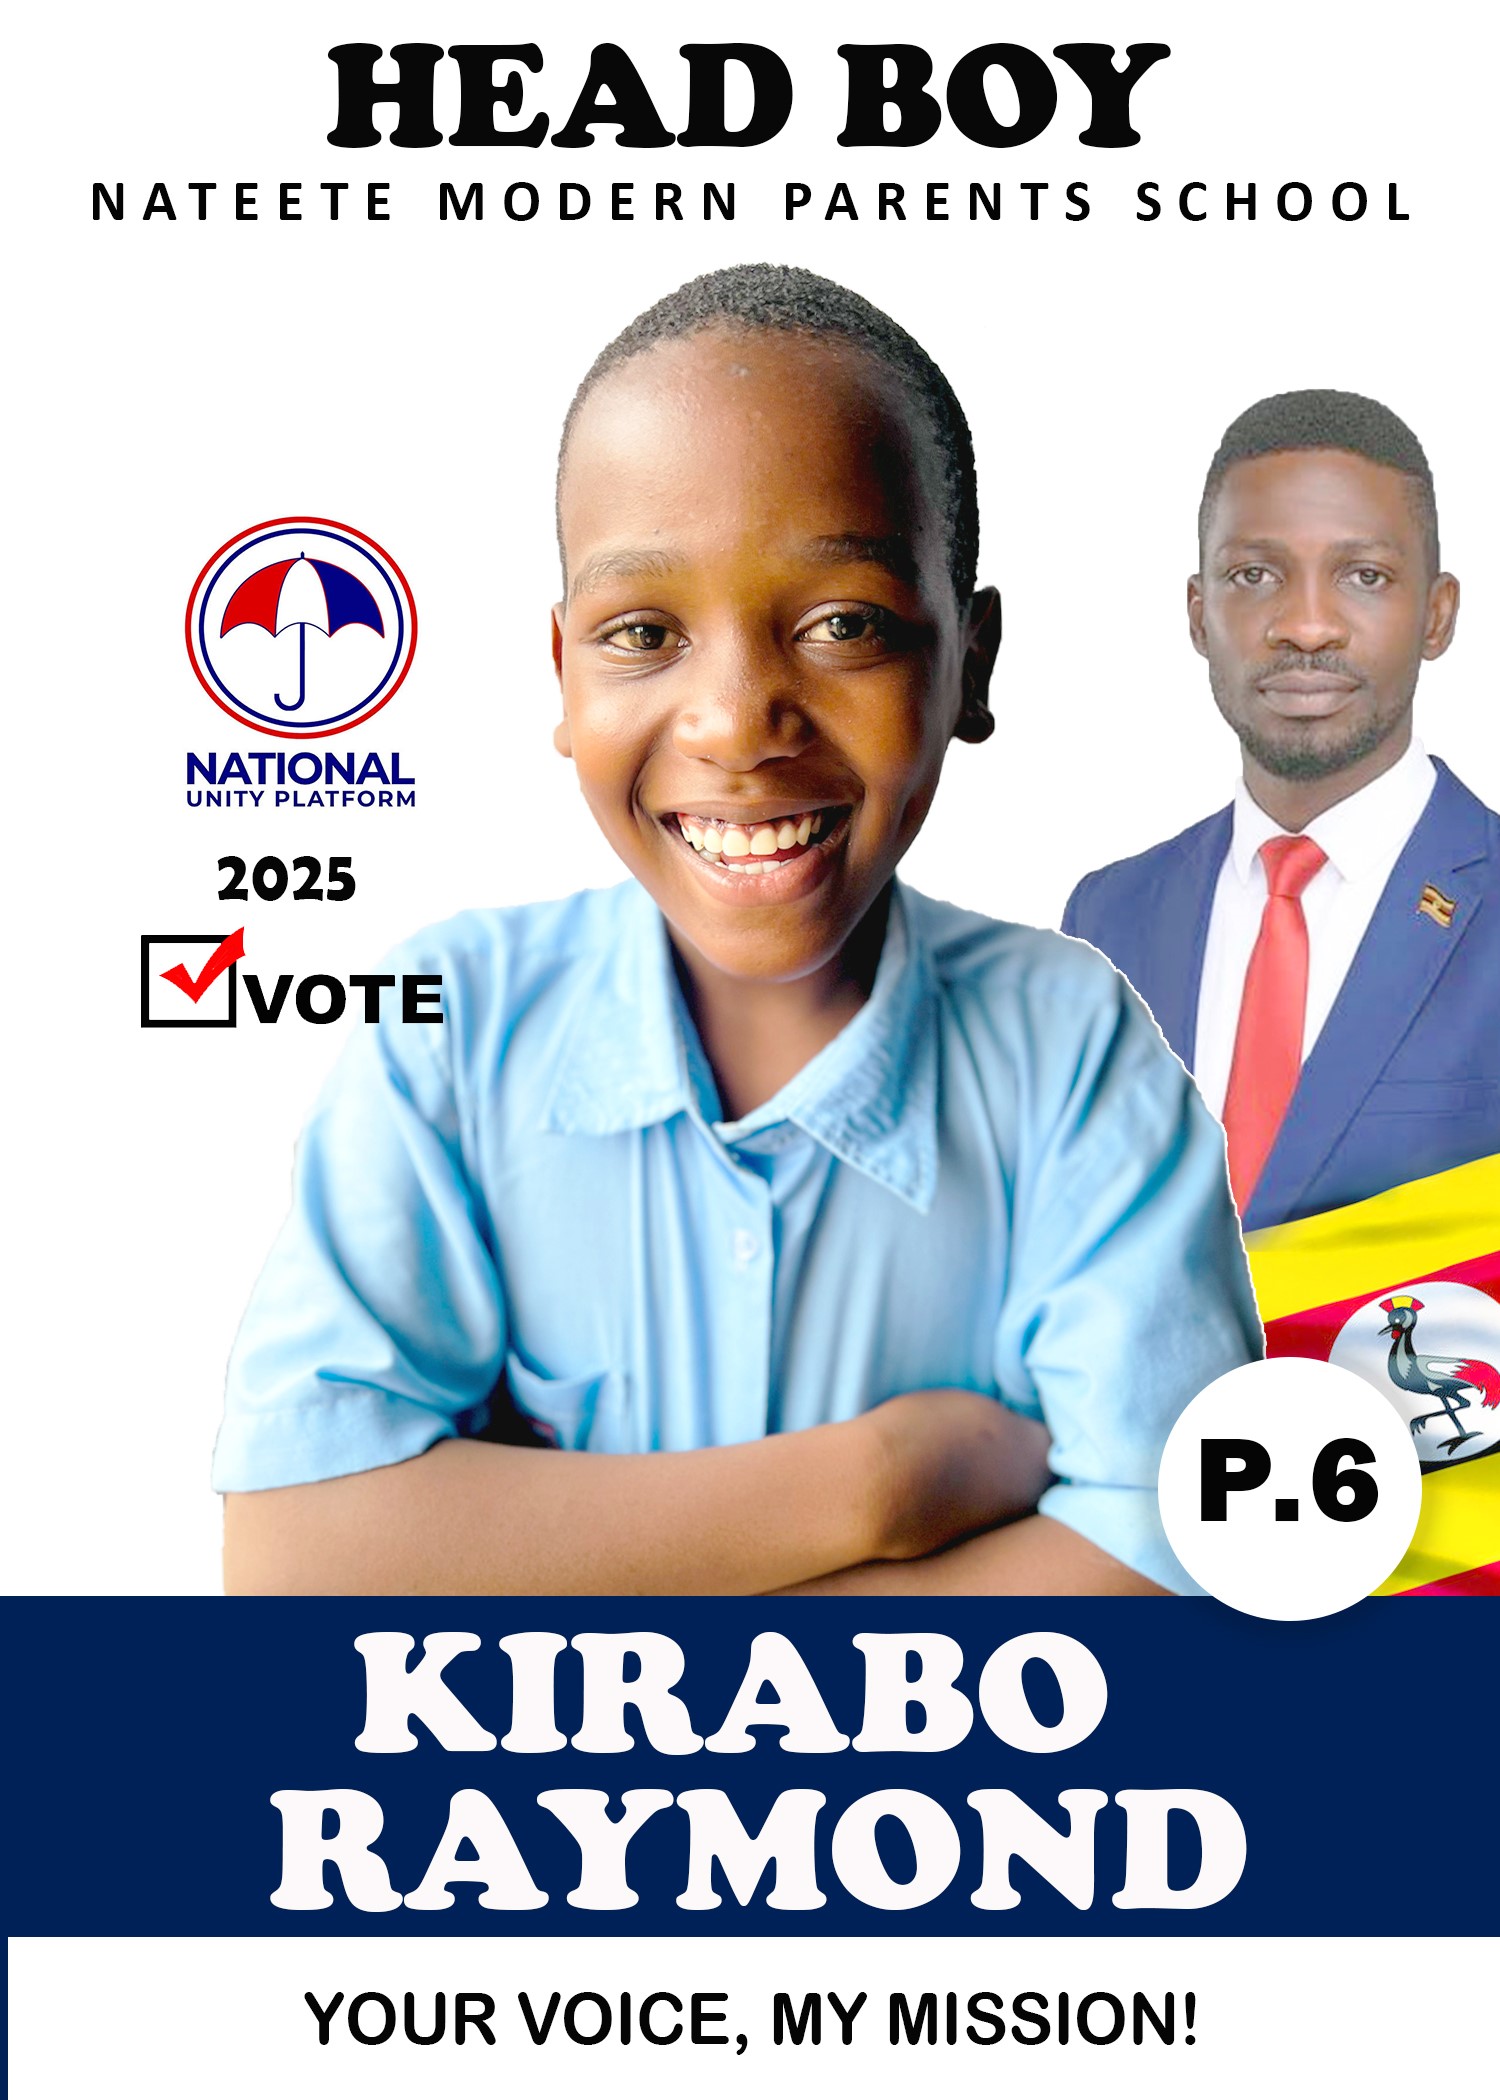 HEAD BOY
NATEETE MODERN PARENTS SCHOOL
NATIONAL
UNITY PLATFORM
2025
VOTE
P.6
KIRABO
RAYMOND
YOUR VOICE, MY MISSION!